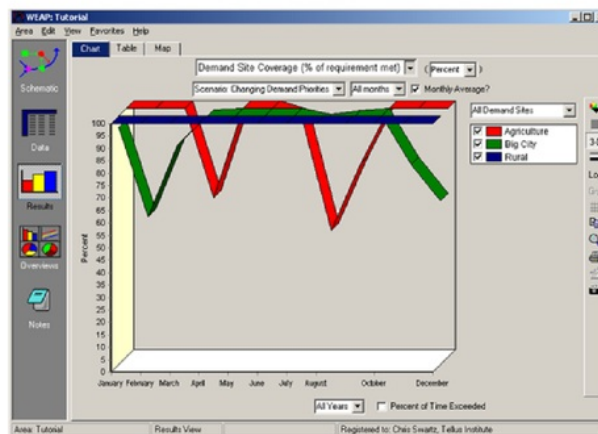 WEAP: Tutorial
Area Edit View Favorites Help
Chart Table Map
Demand Site Coverage (% of requirement met) ( Percent )
Scenario: Changing Demand Priorities All months Monthly Average?
All Demand Sites
Agriculture
Big City
Rural
Schematic
Data
Results
Overviews
Notes
Percent
100
95
90
85
80
75
70
65
60
55
50
45
40
35
30
25
20
15
10
5
0
January February March April May June July August October December
All Years Percent of Time Exceeded
3-D
Area: Tutorial Results View Registered to: Chris Swartz, Tellus Institute